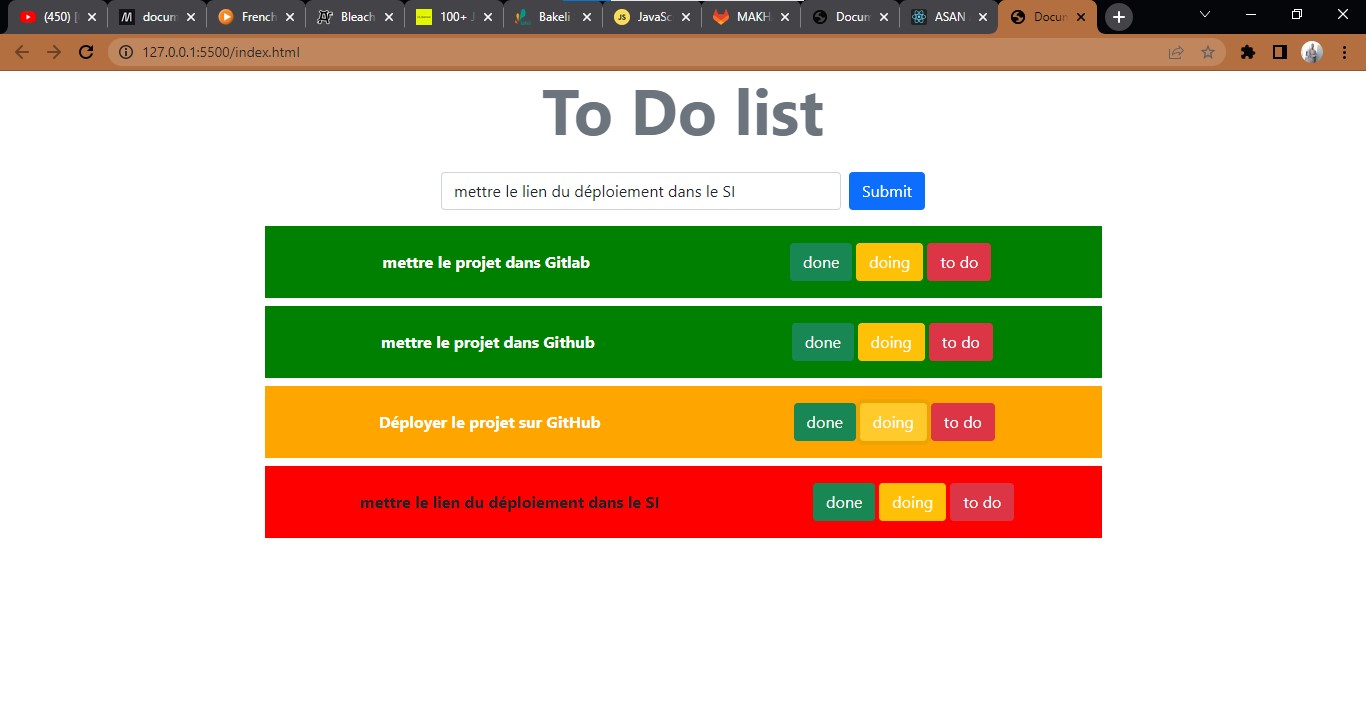 (450)
docum
French
Bleach
100+ J
Bakeli
JavaSc
MAKH
Docum
ASAN
Docum
127.0.0.1:5500/index.html
To Do list
mettre le lien du déploiement dans le SI Submit
mettre le projet dans Gitlab done doing to do
mettre le projet dans Github done doing to do
Déployer le projet sur GitHub done doing to do
mettre le lien du déploiement dans le SI done doing to do